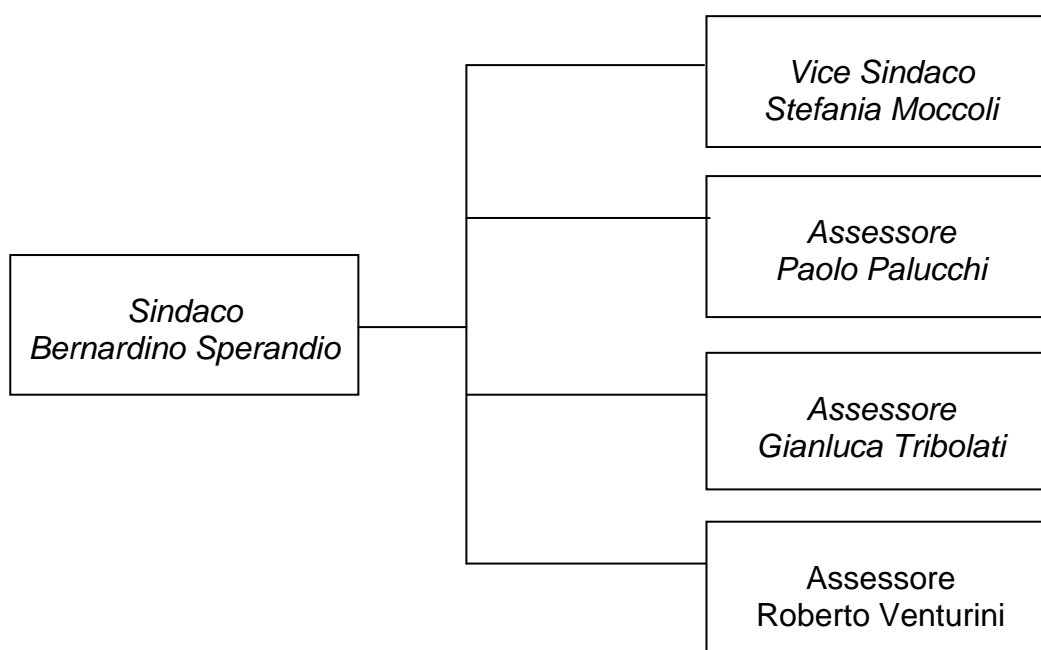 Vice Sindaco
Stefania Moccoli
Assessore
Paolo Palucchi
Sindaco
Bernardino Sperandio
Assessore
Gianluca Tribolati
Assessore
Roberto Venturini